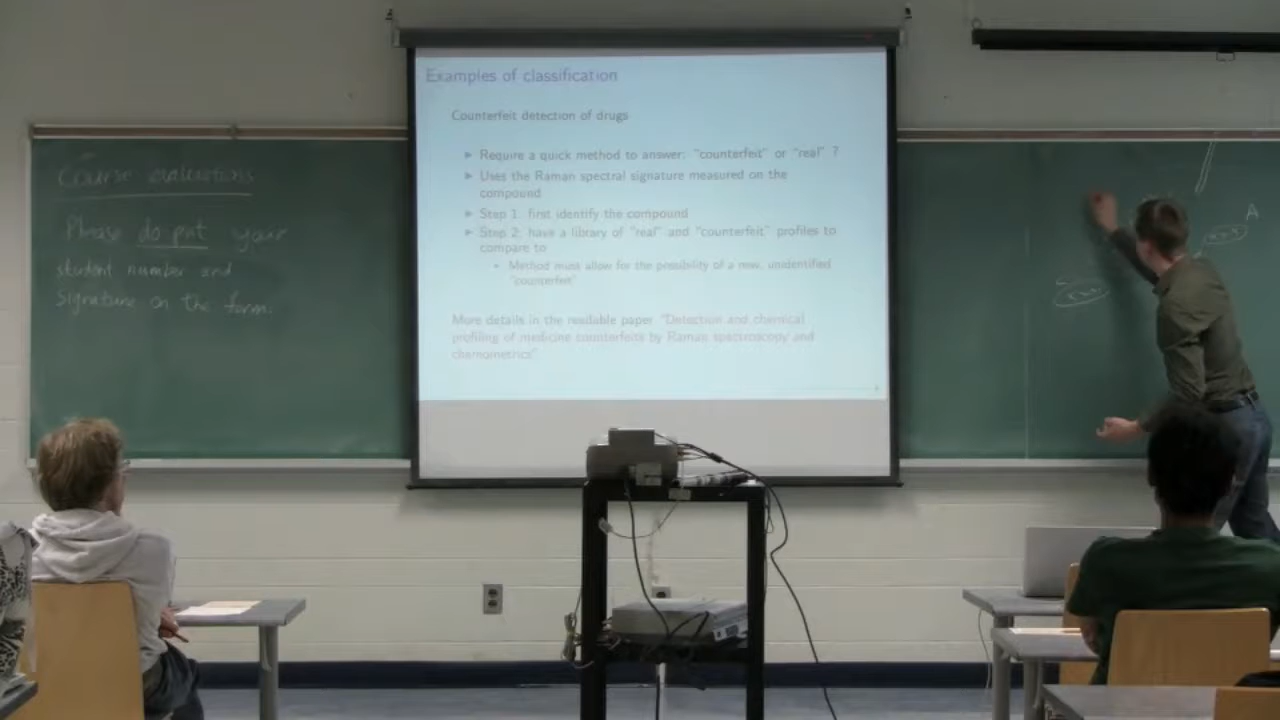 Course evaluations
Please do put your
student number and
signature on the form.
Examples of classification
Counterfeit detection of drugs
Require a quick method to answer: "counterfeit" or "real" ?
Uses the Raman spectral signature measured on the
compound
Step 1: first identify the compound
Step 2: have a library of "real" and "counterfeit" profiles to
compare to
Method must allow for the possibility of a new, unidentified
"counterfeit"
More details in the readable paper "Detection and chemical
profiling of medicine counterfeits by Raman spectroscopy and
chemometrics"
A